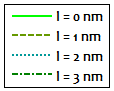 l = 0 nm
l = 1 nm
l = 2 nm
l = 3 nm